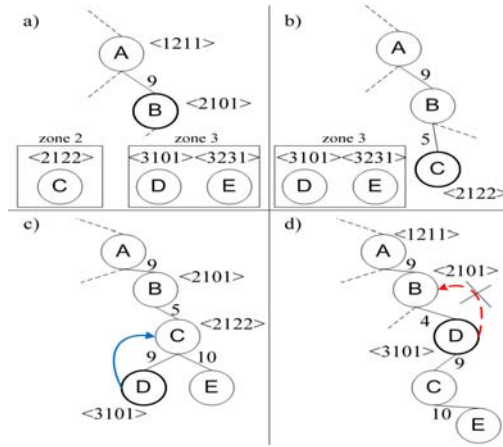 a)
A <1211>
9
B <2101>
zone 2
<2122>
C
zone 3
<3101> <3231>
D E
b)
A
9
B
5
zone 3
<3101> <3231>
D E
C
<2122>
c)
A
9
<2101>
B
5
C <2122>
9 10
D E
<3101>
d)
<1211>
A
9
<2101>
B
4
D
<3101>
9
C
10
E